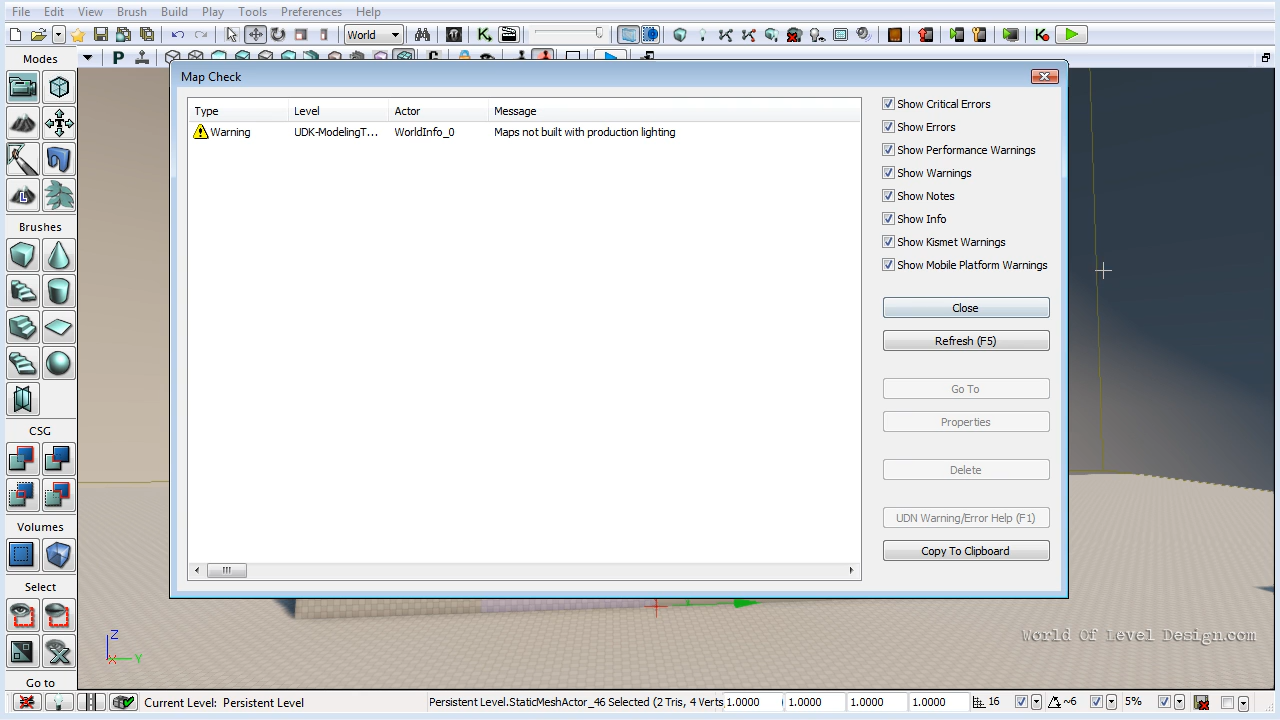 File Edit View Brush Build Play Tools Preferences Help
World
Modes
P
Map Check
Type Level Actor Message
Warning UDK-ModelingT... WorldInfo_0 Maps not built with production lighting
Show Critical Errors
Show Errors
Show Performance Warnings
Show Warnings
Show Notes
Show Info
Show Kismet Warnings
Show Mobile Platform Warnings
Close
Refresh (F5)
Go To
Properties
Delete
UDN Warning/Error Help (F1)
Copy To Clipboard
L
Brushes
CSG
Volumes
Select
Go to
Z
X
Y
World Of Level Design.com
Current Level: Persistent Level
Persistent Level.StaticMeshActor_46 Selected (2 Tris, 4 Verts
1.0000 1.0000 1.0000 1.0000 16 ~6 5%